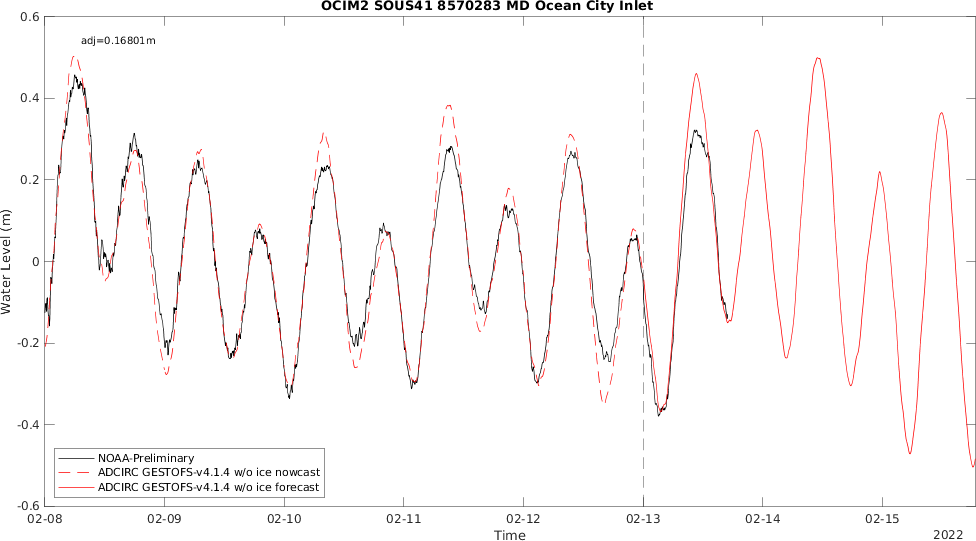 OCIM2 SOUS41 8570283 MD Ocean City Inlet
adj=0.16801m
0.6
0.4
0.2
0
-0.2
-0.4
-0.6
Water Level (m)
NOAA-Preliminary
ADCIRC GESTOFS-v4.1.4 w/o ice nowcast
ADCIRC GESTOFS-v4.1.4 w/o ice forecast
02-08 02-09 02-10 02-11 02-12 02-13 02-14 02-15
Time
2022